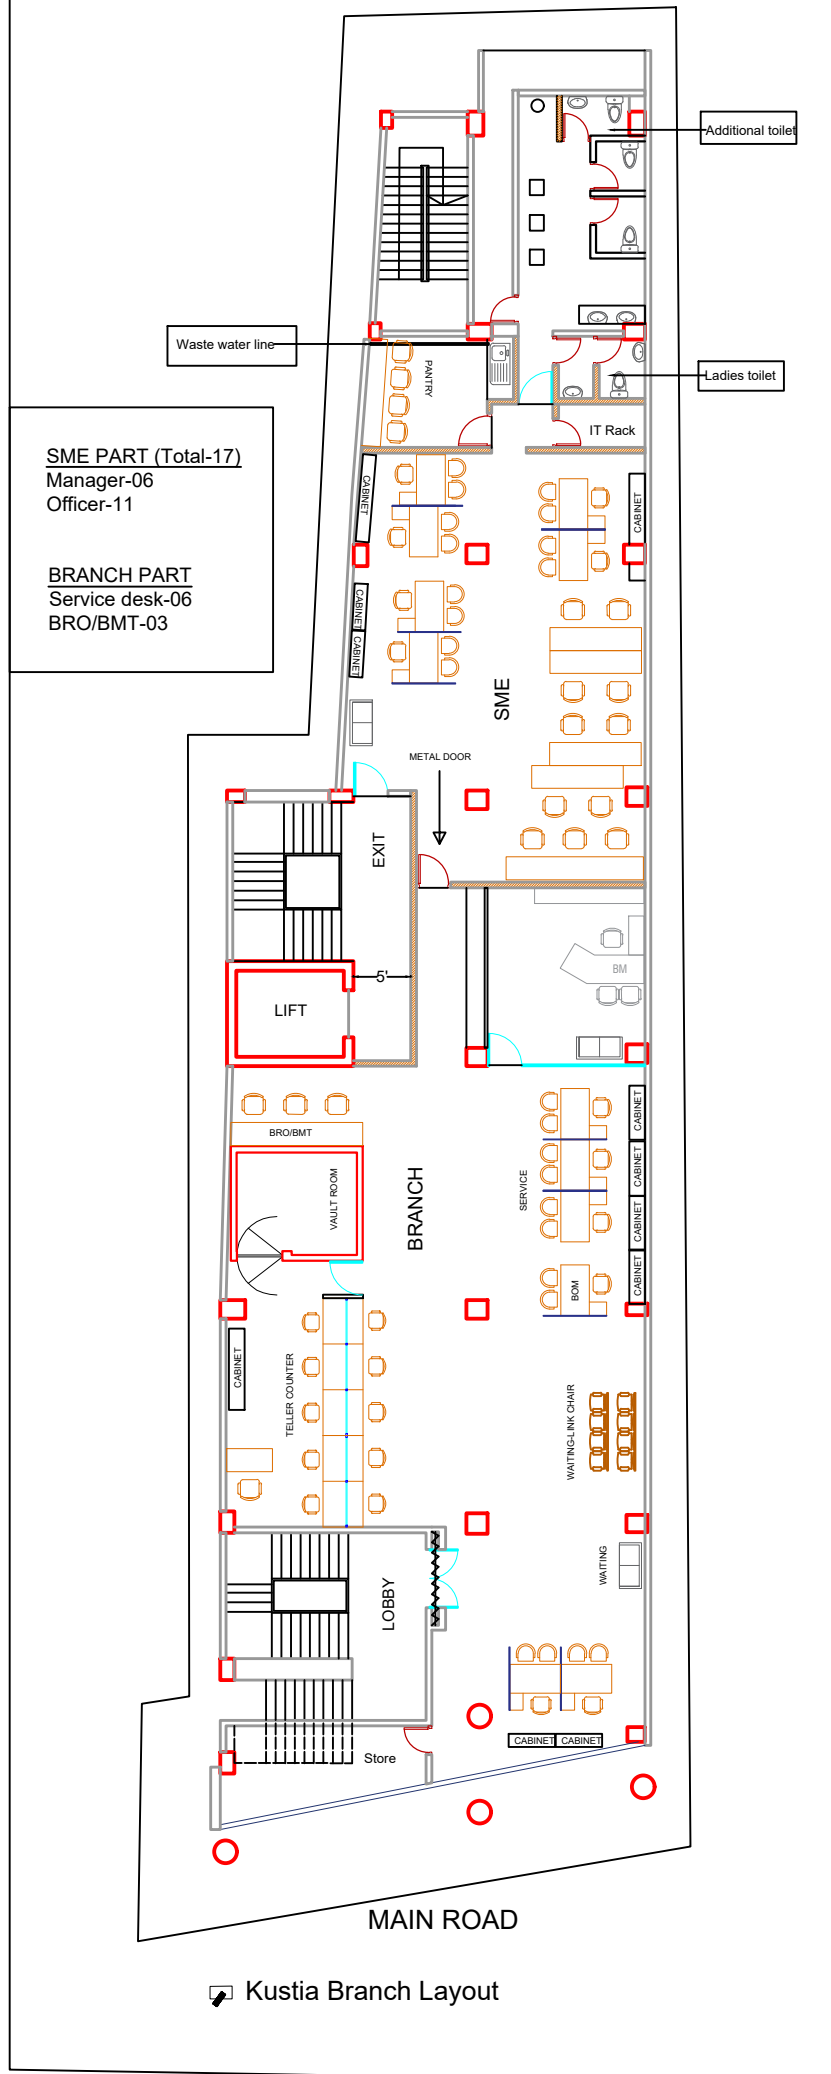 Additional toilet
Waste water line
PANTRY
Ladies toilet
IT Rack
SME PART (Total-17)
Manager-06
Officer-11
BRANCH PART
Service desk-06
BRO/BMT-03
CABINET
CABINET
CABINET
CABINET
SME
METAL DOOR
EXIT
5'
LIFT
BM
BRO/BMT
VAULT ROOM
BRANCH
SERVICE
CABINET
CABINET
CABINET
CABINET
BOM
CABINET
TELLER COUNTER
WAITING-LINK CHAIR
WAITING
LOBBY
CABINET
CABINET
Store
MAIN ROAD
Kustia Branch Layout